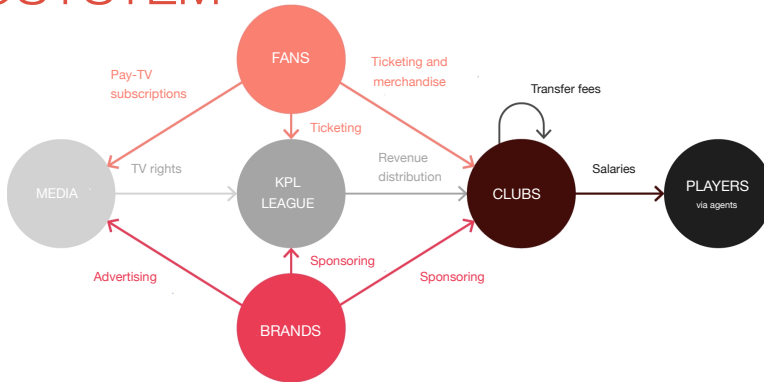 FANS
Pay-TV
subscriptions
Ticketing and
merchandise
Transfer fees
Ticketing
MEDIA
TV rights
KPL
LEAGUE
Revenue
distribution
CLUBS
Salaries
PLAYERS
via agents
Advertising
Sponsoring
Sponsoring
BRANDS